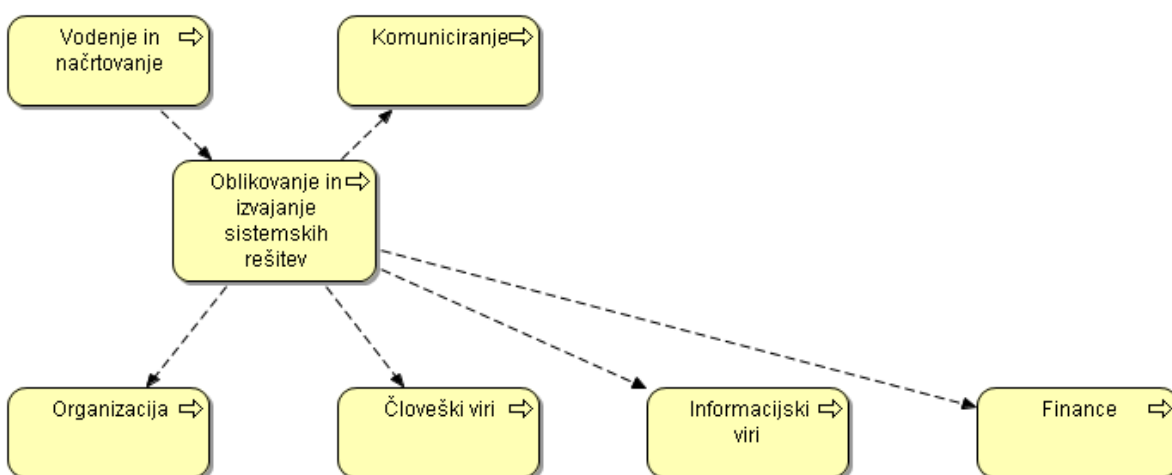 Vodenje in
načrtovanje
Komuniciranje
Oblikovanje in
izvajanje
sistemskih
rešitev
Organizacija
Človeški viri
Informacijski
viri
Finance